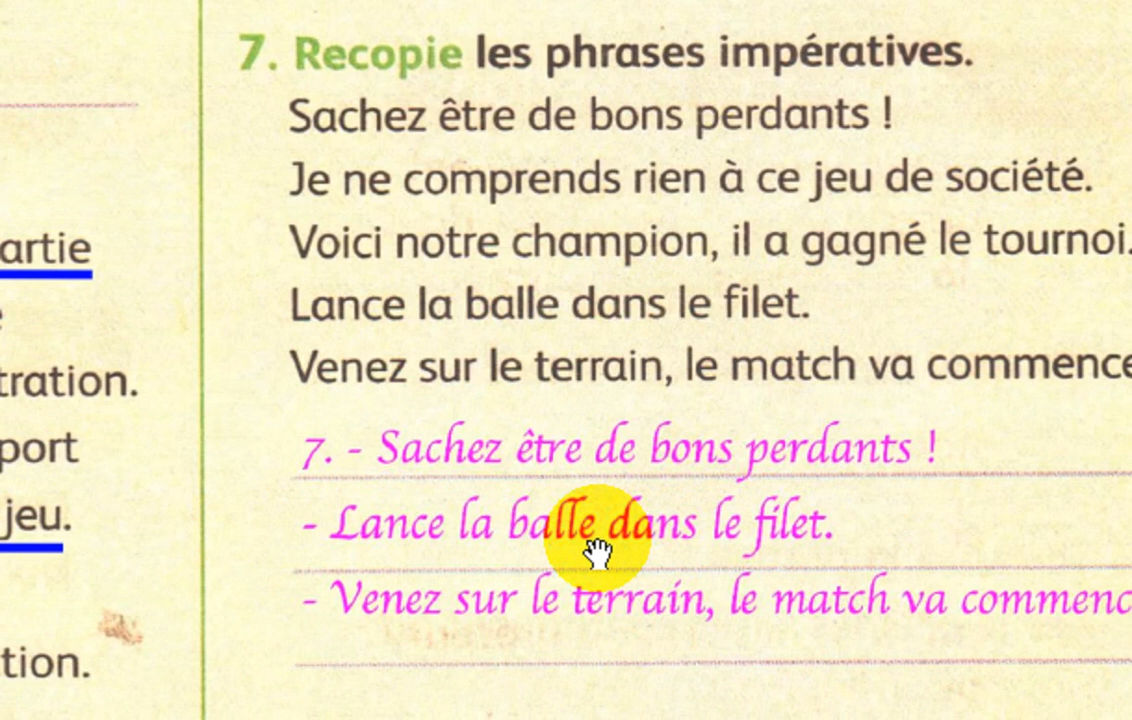 7. Recopie les phrases impératives.
Sachez être de bons perdants !
Je ne comprends rien à ce jeu de société.
Voici notre champion, il a gagné le tournoi.
Lance la balle dans le filet.
Venez sur le terrain, le match va commence
7. - Sachez être de bons perdants !
- Lance la balle dans le filet.
- Venez sur le terrain, le match va commenc
artie
tration.
port
jeu.
tion.